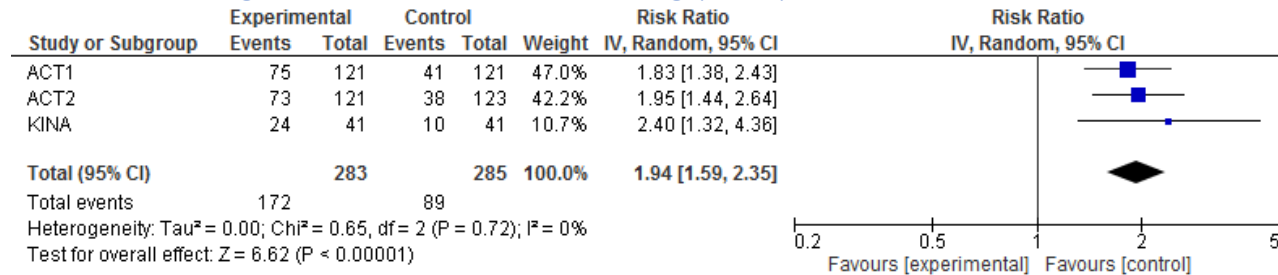 Experimental Control Risk Ratio Risk Ratio
Study or Subgroup Events Total Events Total Weight IV, Random, 95% CI IV, Random, 95% CI
ACT1 75 121 41 121 47.0% 1.83 [1.38, 2.43]
ACT2 73 121 38 123 42.2% 1.95 [1.44, 2.64]
KINA 24 41 10 41 10.7% 2.40 [1.32, 4.36]
Total (95% CI) 283 285 100.0% 1.94 [1.59, 2.35]
Total events 172 89
Heterogeneity: Tau² = 0.00; Chi² = 0.65, df = 2 (P = 0.72); I² = 0%
Test for overall effect: Z = 6.62 (P < 0.00001)
0.2 0.5 1 2 5
Favours [experimental] Favours [control]